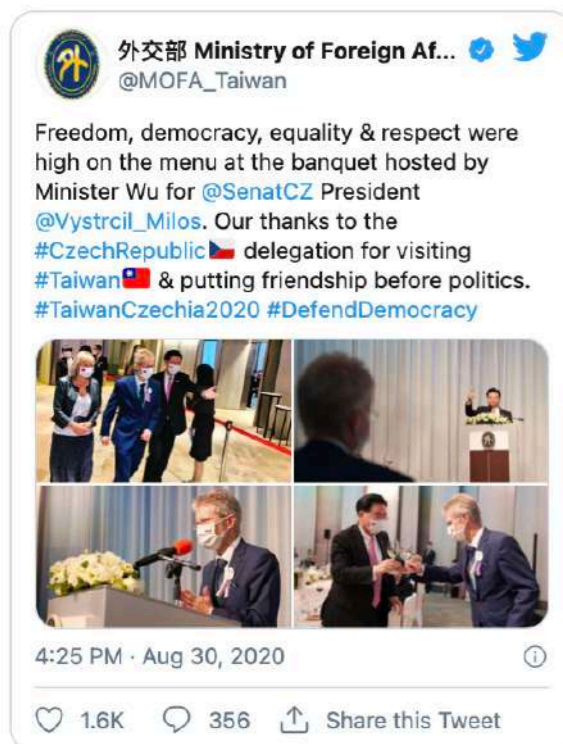 外交部 Ministry of Foreign Af...
@MOFA_Taiwan
Freedom, democracy, equality & respect were
high on the menu at the banquet hosted by
Minister Wu for @SenatCZ President
@Vystrcil_Milos. Our thanks to the
#CzechRepublic🇨🇿 delegation for visiting
#Taiwan🇹🇼 & putting friendship before politics.
#TaiwanCzechia2020 #DefendDemocracy
4:25 PM · Aug 30, 2020
1.6K 356 Share this Tweet